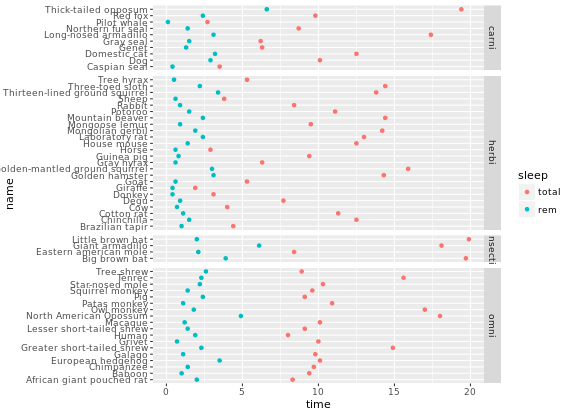 Thick-tailed opposum
Red fox
Pilot whale
Northern fur seal
Long-nosed armadillo
Gray seal
Genet
Domestic cat
Dog
Caspian seal
carni
Tree hyrax
Three-toed sloth
Thirteen-lined ground squirrel
Sheep
Rabbit
Potoroo
Mountain beaver
Mongoose lemur
Mongolian gerbil
Laboratory rat
House mouse
Horse
Guinea pig
Gray hyrax
olden-mantled ground squirrel
Golden hamster
Goat
Giraffe
Donkey
Degu
Cow
Cotton rat
Chinchilla
Brazilian tapir
herbi
Little brown bat
Giant armadillo
Eastern american mole
Big brown bat
nsecti
Tree shrew
Tenrec
Star-nosed mole
Squirrel monkey
Pig
Patas monkey
Owl monkey
North American Opossum
Macaque
Lesser short-tailed shrew
Human
Grivet
Greater short-tailed shrew
Galago
European hedgehog
Chimpanzee
Baboon
African giant pouched rat
omni
name
0 5 10 15 20
time
sleep
total
rem